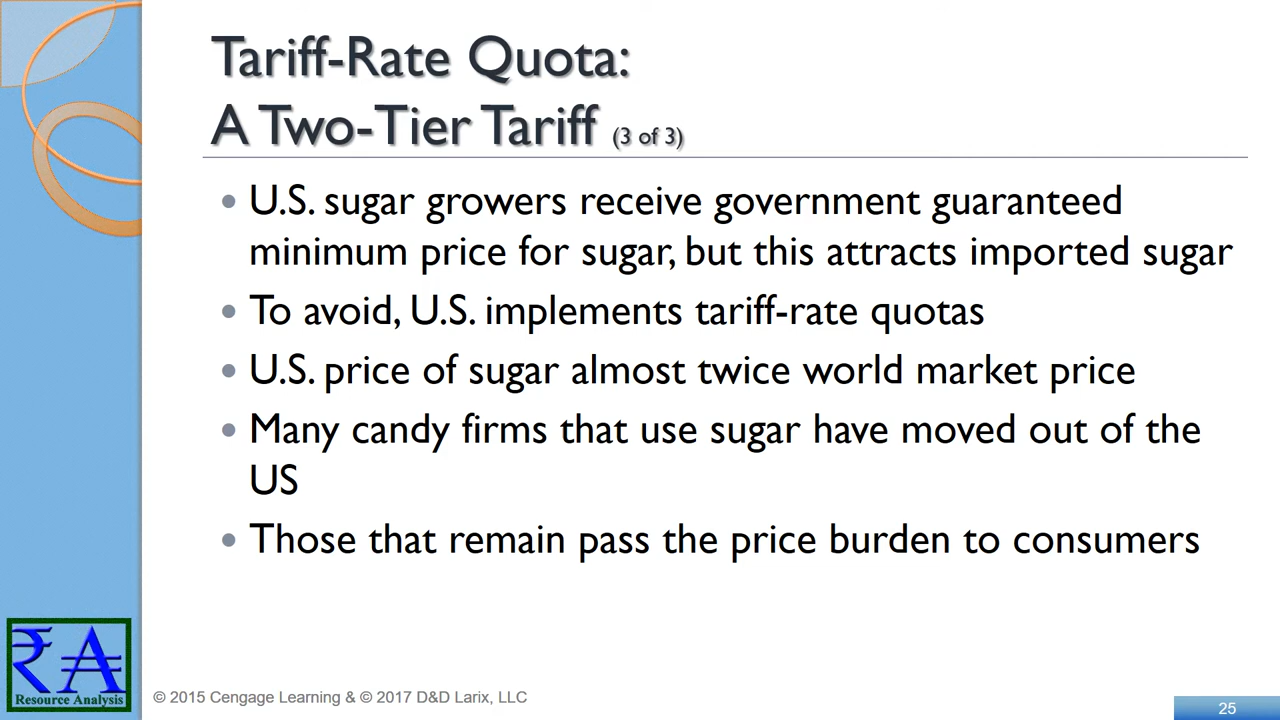 Tariff-Rate Quota:
A Two-Tier Tariff (3 of 3)
• U.S. sugar growers receive government guaranteed
minimum price for sugar, but this attracts imported sugar
• To avoid, U.S. implements tariff-rate quotas
• U.S. price of sugar almost twice world market price
• Many candy firms that use sugar have moved out of the
US
• Those that remain pass the price burden to consumers
₹A
Resource Analysis
© 2015 Cengage Learning & © 2017 D&D Larix, LLC
25